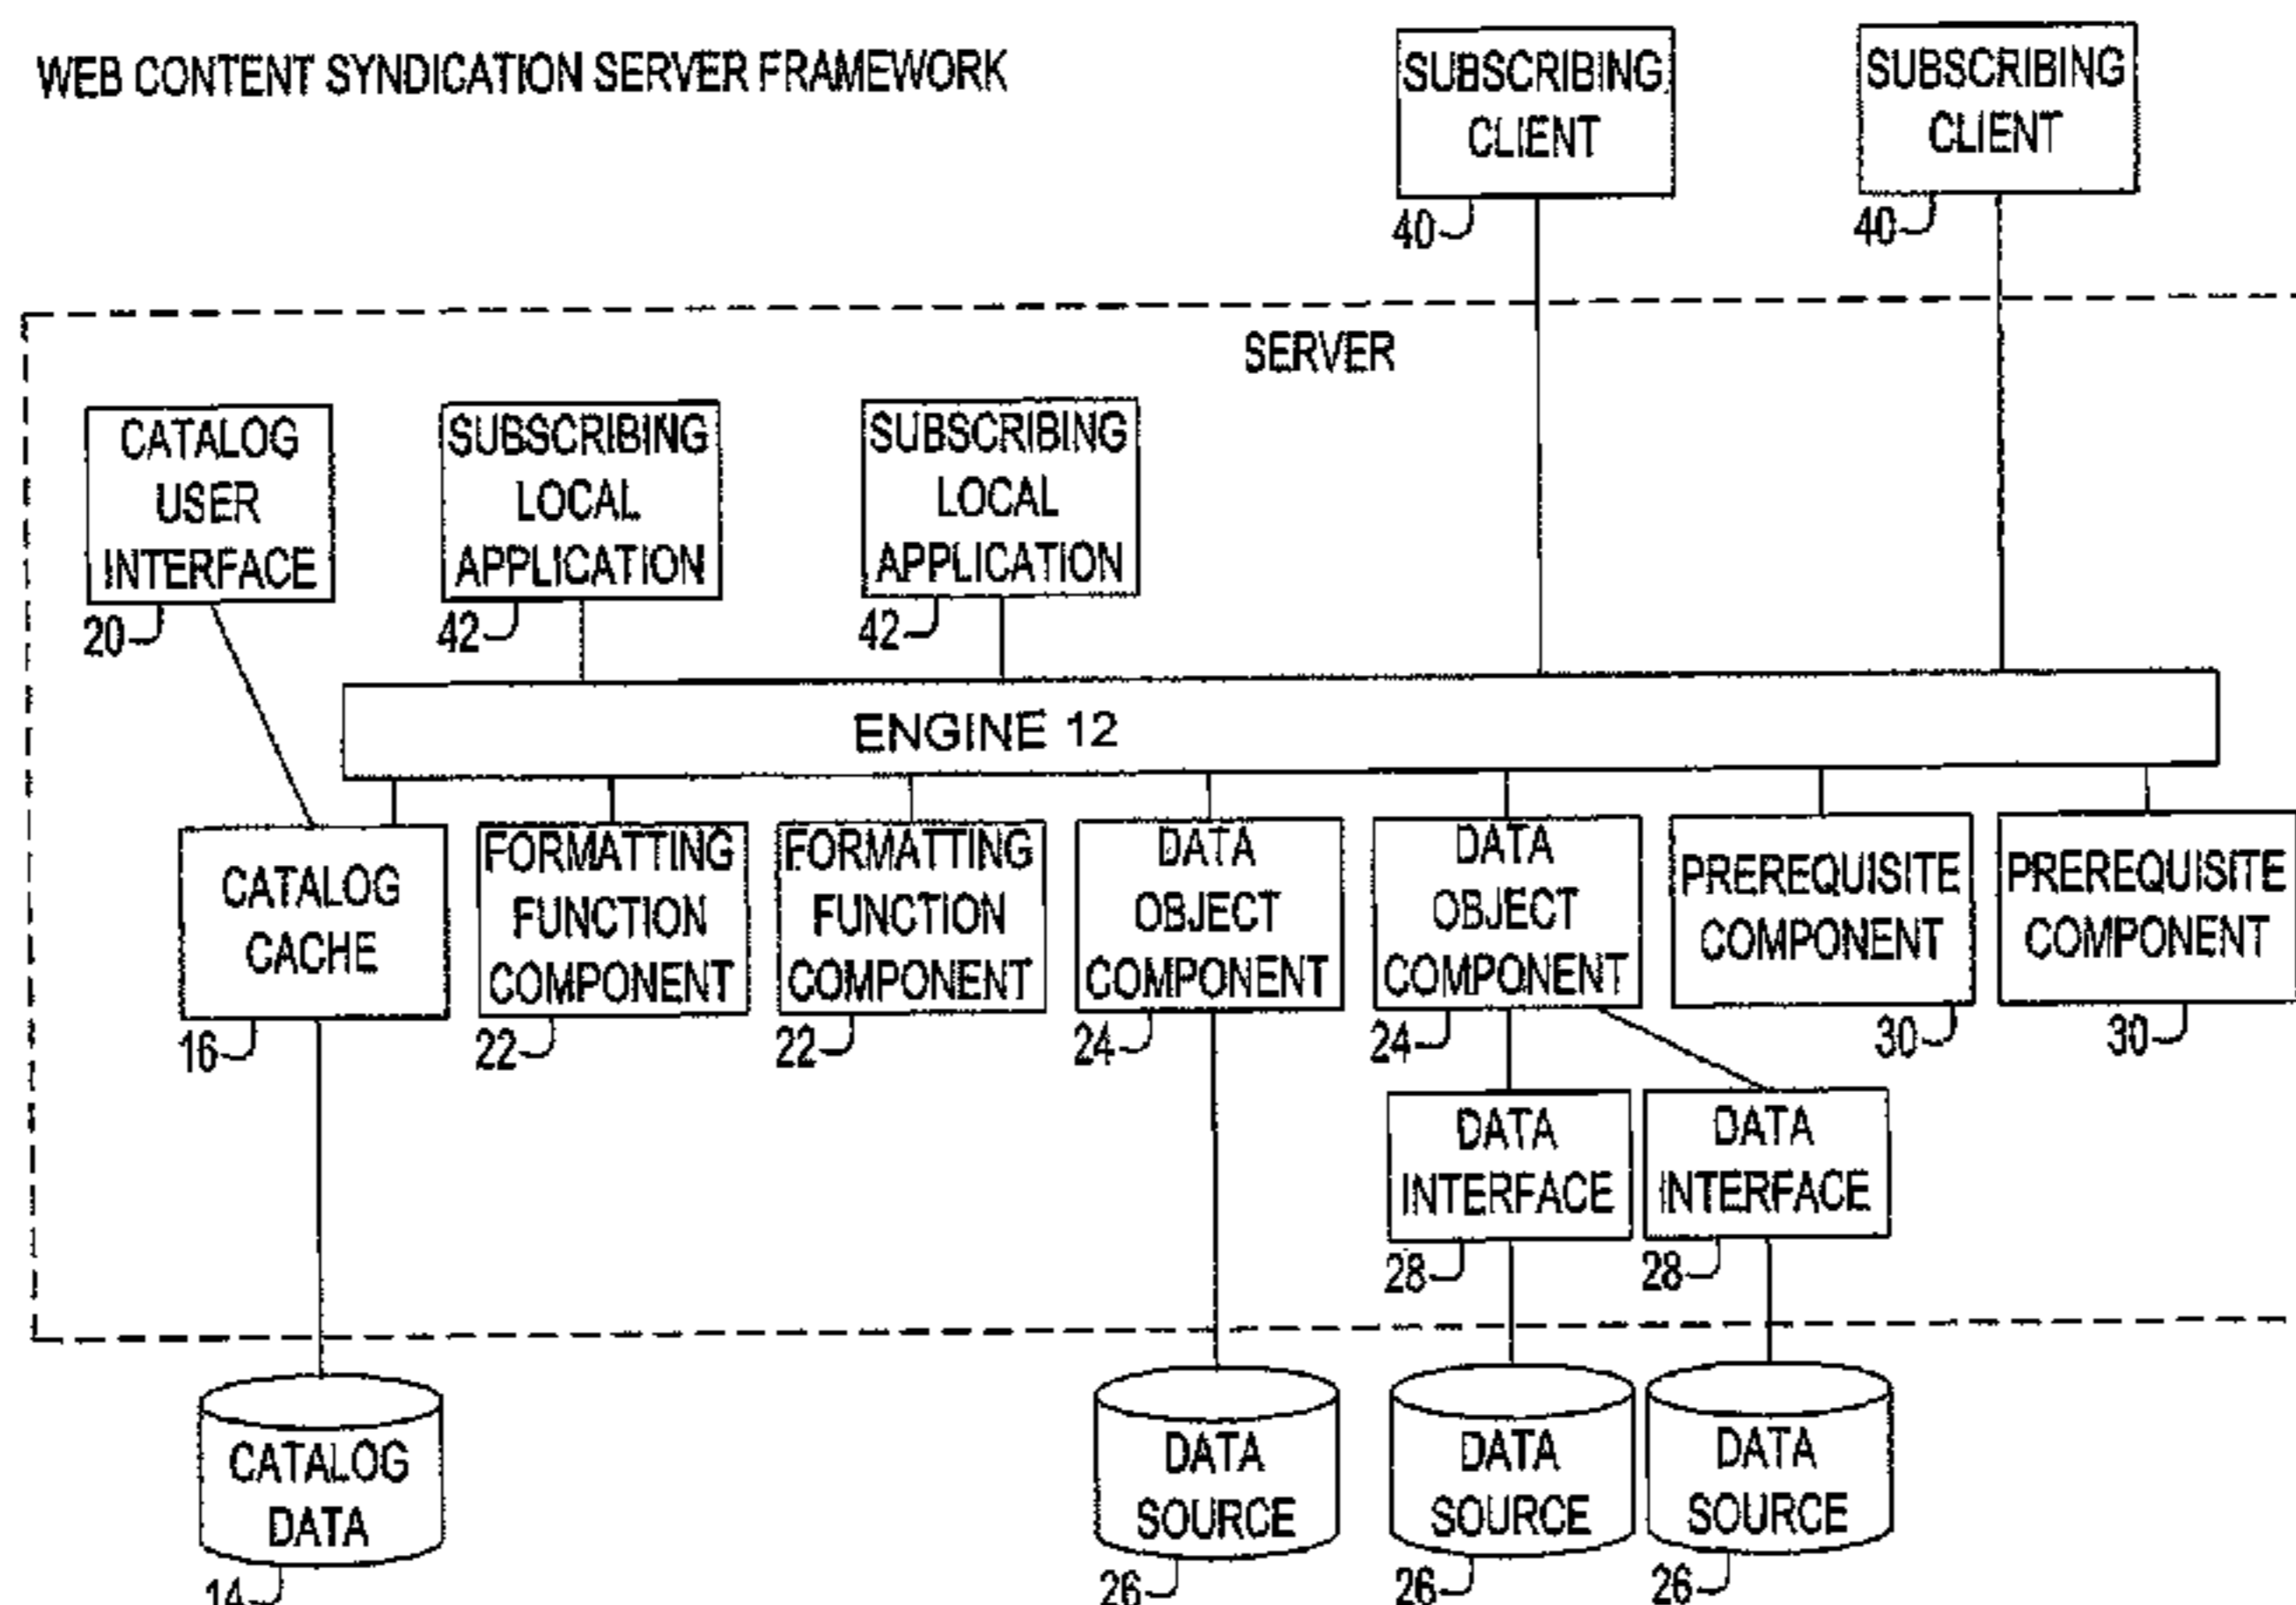 WEB CONTENT SYNDICATION SERVER FRAMEWORK
SUBSCRIBING
CLIENT
40
SUBSCRIBING
CLIENT
40
SERVER
CATALOG
USER
INTERFACE
20
SUBSCRIBING
LOCAL
APPLICATION
42
SUBSCRIBING
LOCAL
APPLICATION
42
ENGINE 12
CATALOG
CACHE
16
FORMATTING
FUNCTION
COMPONENT
22
FORMATTING
FUNCTION
COMPONENT
22
DATA
OBJECT
COMPONENT
24
DATA
OBJECT
COMPONENT
24
PREREQUISITE
COMPONENT
30
PREREQUISITE
COMPONENT
30
DATA
INTERFACE
28
DATA
INTERFACE
28
CATALOG
DATA
14
DATA
SOURCE
26
DATA
SOURCE
26
DATA
SOURCE
26